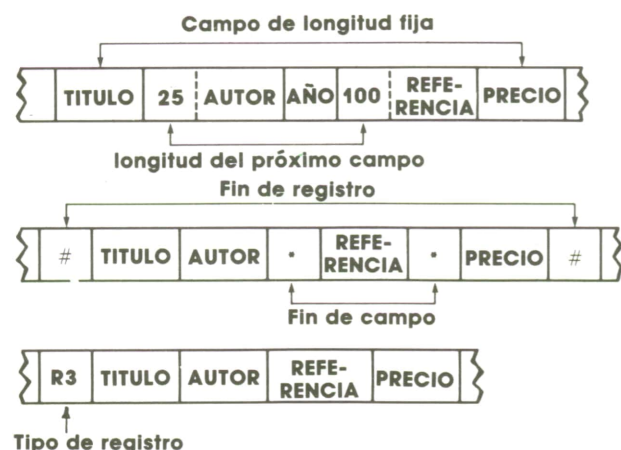 Campo de longitud fija
TITULO 25 AUTOR AÑO 100 REFE-
RENCIA PRECIO
longitud del próximo campo
Fin de registro
# TITULO AUTOR · REFE-
RENCIA · PRECIO #
Fin de campo
R3 TITULO AUTOR REFE-
RENCIA PRECIO
Tipo de registro